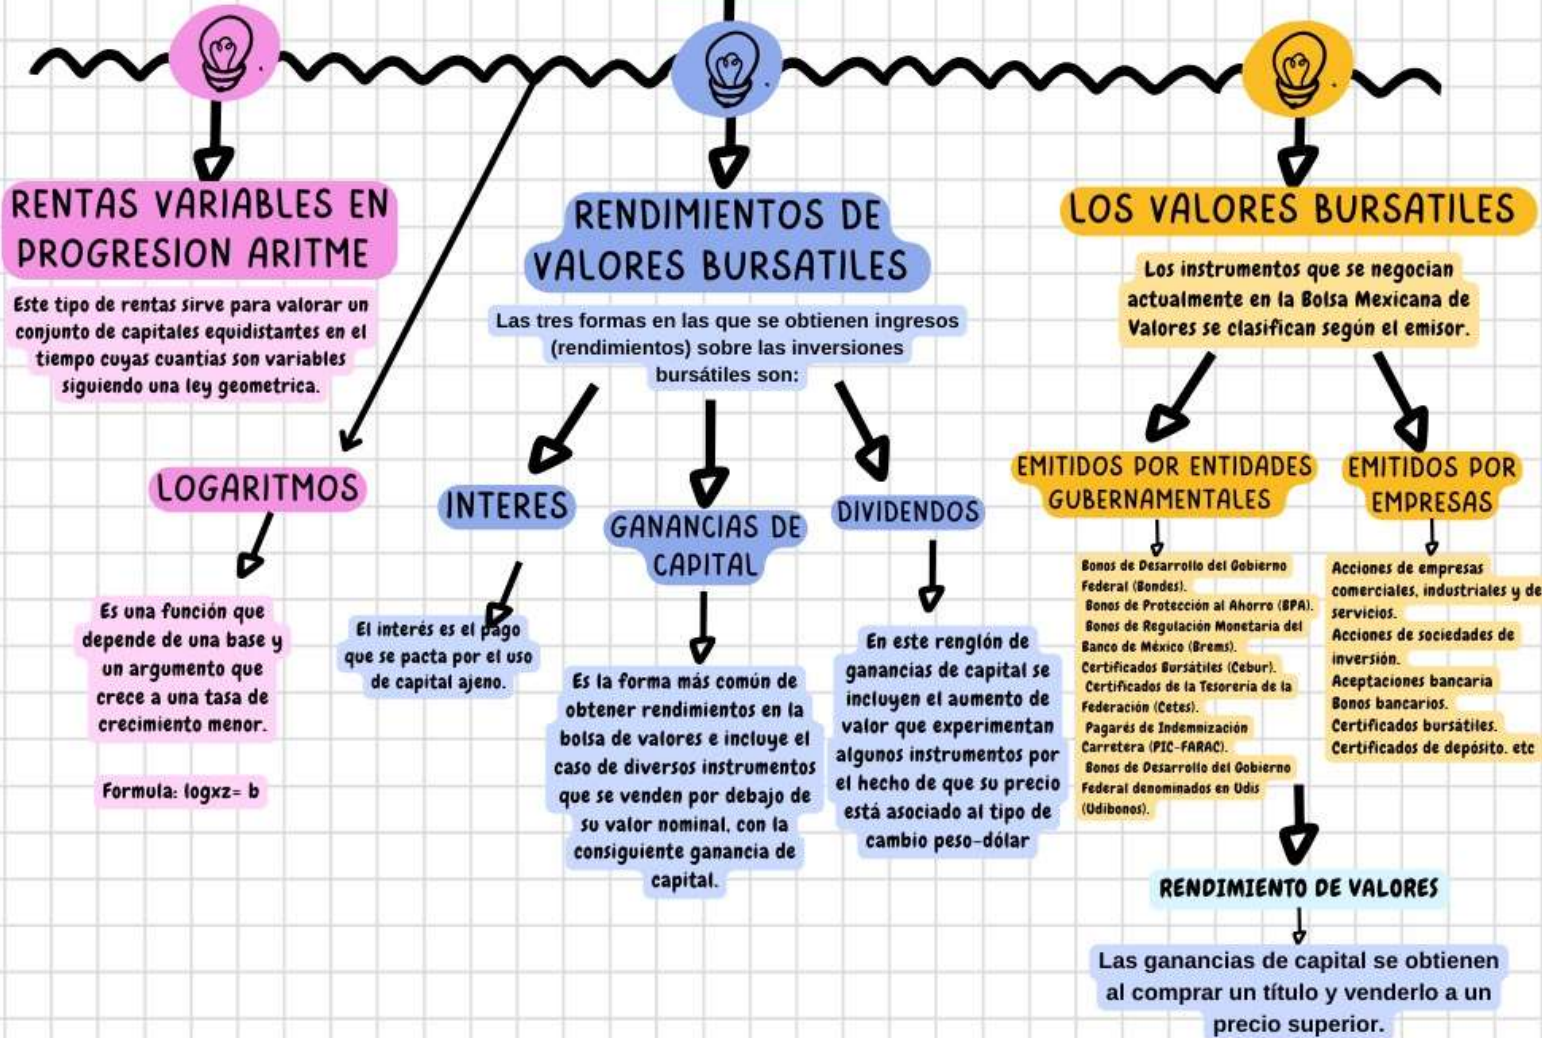 RENTAS VARIABLES EN
PROGRESION ARITME
Este tipo de rentas sirve para valorar un
conjunto de capitales equidistantes en el
tiempo cuyas cuantías son variables
siguiendo una ley geometrica.
LOGARITMOS
Es una función que
depende de una base y
un argumento que
crece a una tasa de
crecimiento menor.
Formula: logxz= b
RENDIMIENTOS DE
VALORES BURSATILES
Las tres formas en las que se obtienen ingresos
(rendimientos) sobre las inversiones
bursátiles son:
INTERES
El interés es el pago
que se pacta por el uso
de capital ajeno.
GANANCIAS DE
CAPITAL
Es la forma más común de
obtener rendimientos en la
bolsa de valores e incluye el
caso de diversos instrumentos
que se venden por debajo de
su valor nominal, con la
consiguiente ganancia de
capital.
DIVIDENDOS
En este renglón de
ganancias de capital se
incluyen el aumento de
valor que experimentan
algunos instrumentos por
el hecho de que su precio
está asociado al tipo de
cambio peso-dólar
LOS VALORES BURSATILES
Los instrumentos que se negocian
actualmente en la Bolsa Mexicana de
Valores se clasifican según el emisor.
EMITIDOS POR ENTIDADES
GUBERNAMENTALES
Bonos de Desarrollo del Gobierno
Federal (Bondes).
Bonos de Protección al Ahorro (BPA).
Bonos de Regulación Monetaria del
Banco de México (Brems).
Certificados Bursátiles (Cebur).
Certificados de la Tesorería de la
Federación (Cetes).
Pagarés de Indemnización
Carretera (PIC-FARAC).
Bonos de Desarrollo del Gobierno
Federal denominados en Udis
(Udibonos).
EMITIDOS POR
EMPRESAS
Acciones de empresas
comerciales, industriales y de
servicios.
Acciones de sociedades de
inversión.
Aceptaciones bancaria
Bonos bancarios.
Certificados bursátiles.
Certificados de depósito. etc
RENDIMIENTO DE VALORES
Las ganancias de capital se obtienen
al comprar un título y venderlo a un
precio superior.